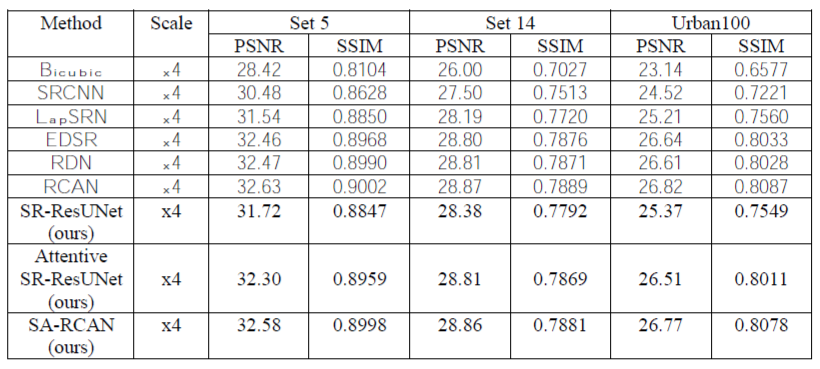 Method Scale Set 5 Set 14 Urban100
PSNR SSIM PSNR SSIM PSNR SSIM
Bicubic ×4 28.42 0.8104 26.00 0.7027 23.14 0.6577
SRCNN ×4 30.48 0.8628 27.50 0.7513 24.52 0.7221
LapSRN ×4 31.54 0.8850 28.19 0.7720 25.21 0.7560
EDSR ×4 32.46 0.8968 28.80 0.7876 26.64 0.8033
RDN ×4 32.47 0.8990 28.81 0.7871 26.61 0.8028
RCAN ×4 32.63 0.9002 28.87 0.7889 26.82 0.8087
SR-ResUNet x4 31.72 0.8847 28.38 0.7792 25.37 0.7549
(ours)
Attentive
SR-ResUNet x4 32.30 0.8959 28.81 0.7869 26.51 0.8011
(ours)
SA-RCAN x4 32.58 0.8998 28.86 0.7881 26.77 0.8078
(ours)